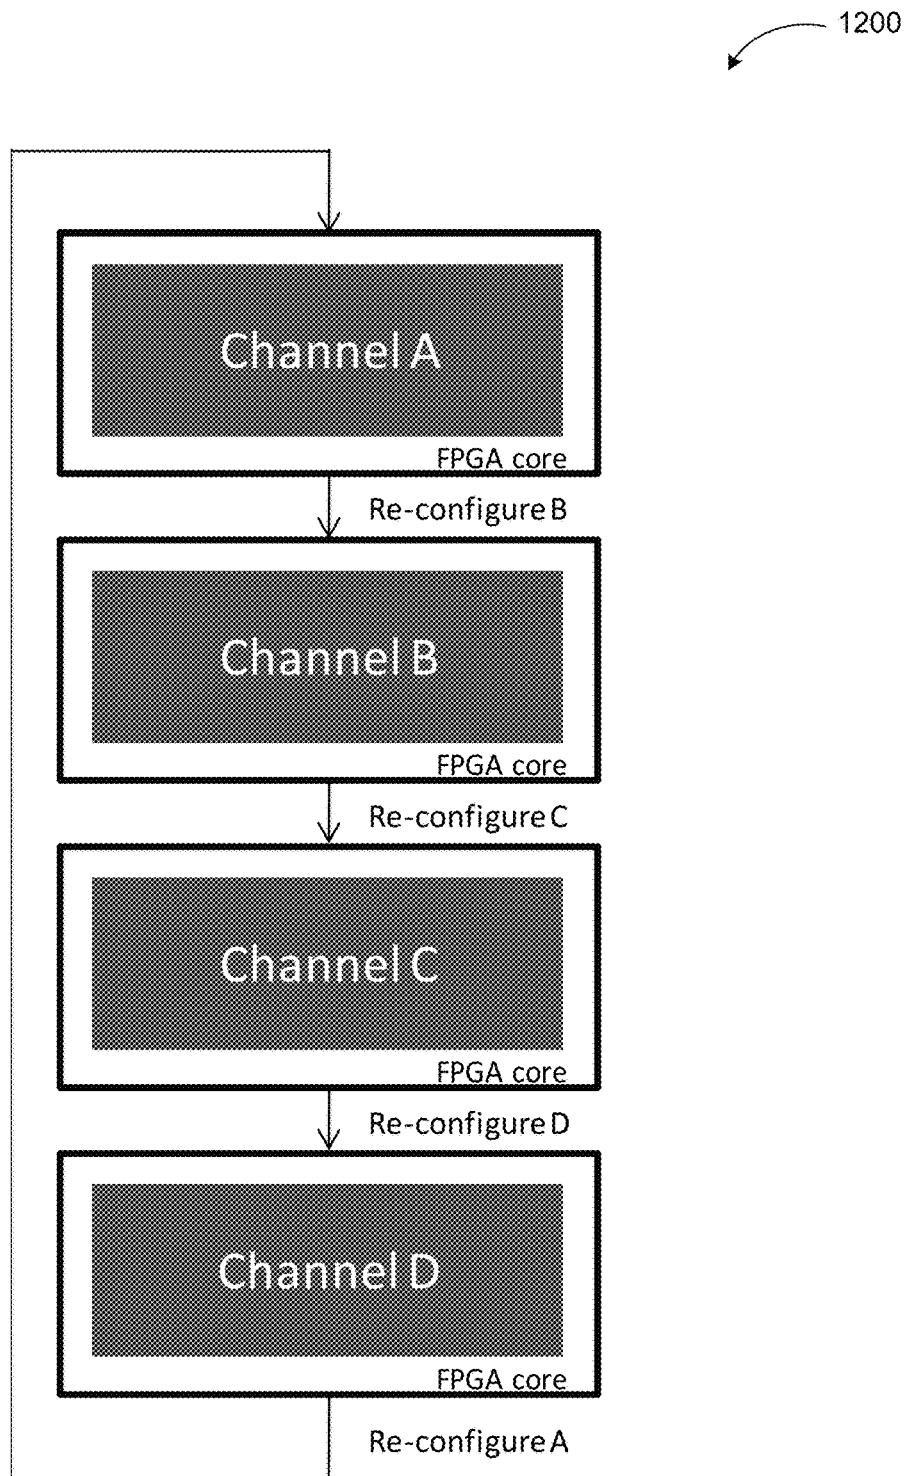 1200
Channel A
FPGA core
Re-configure B
Channel B
FPGA core
Re-configure C
Channel C
FPGA core
Re-configure D
Channel D
FPGA core
Re-configure A